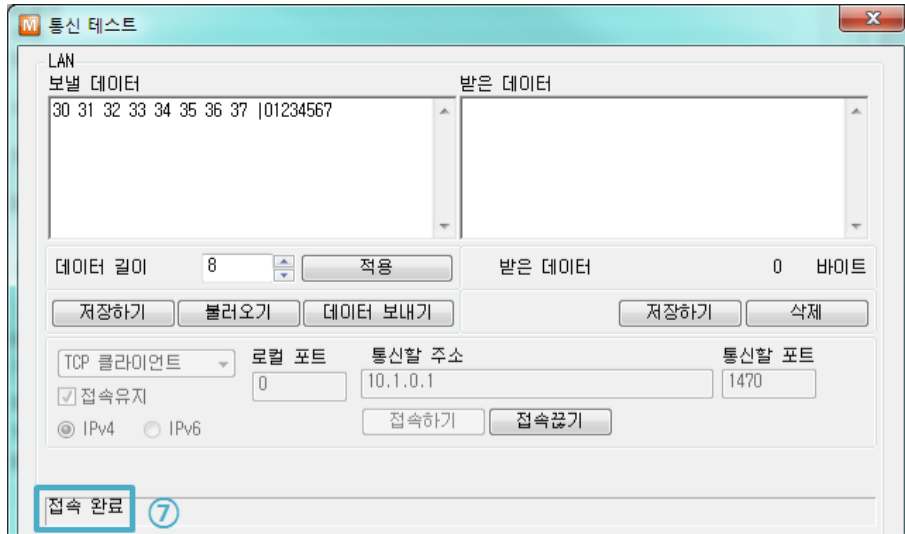 M 통신 테스트
LAN
보낼 데이터 받은 데이터
30 31 32 33 34 35 36 37 |01234567
데이터 길이 8 적용 받은 데이터 0 바이트
저장하기 불러오기 데이터 보내기 저장하기 삭제
TCP 클라이언트 로컬 포트 통신할 주소 통신할 포트
0 10.1.0.1 1470
접속유지
접속하기 접속끊기
IPv4 IPv6
접속 완료 ⑦